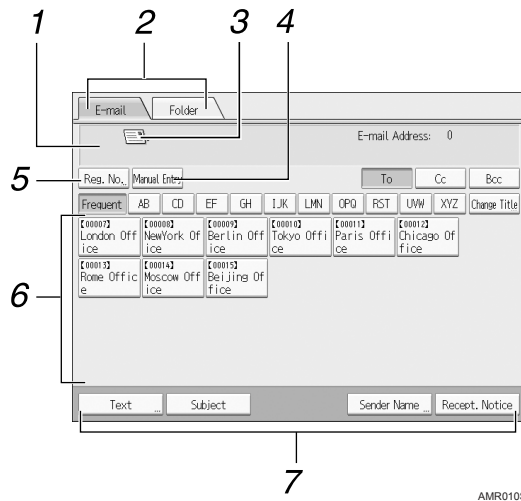 1 2 3 4
E-mail Folder
E-mail Address: 0
5 Reg. No. Manual Entry To Cc Bcc
Frequent AB CD EF GH IJK LMN OPQ RST UVW XYZ Change Title
6
【00007】 【00008】 【00009】 【00010】 【00011】 【00012】
London Off NewYork Of Berlin Off Tokyo Offi Paris Offi Chicago Of
ice fice ice ce ce fice
【00013】 【00014】 【00015】
Rome Offic Moscow Off Beijing Of
e ice fice
Text ... Subject Sender Name ... Recept. Notice
7
AMR010